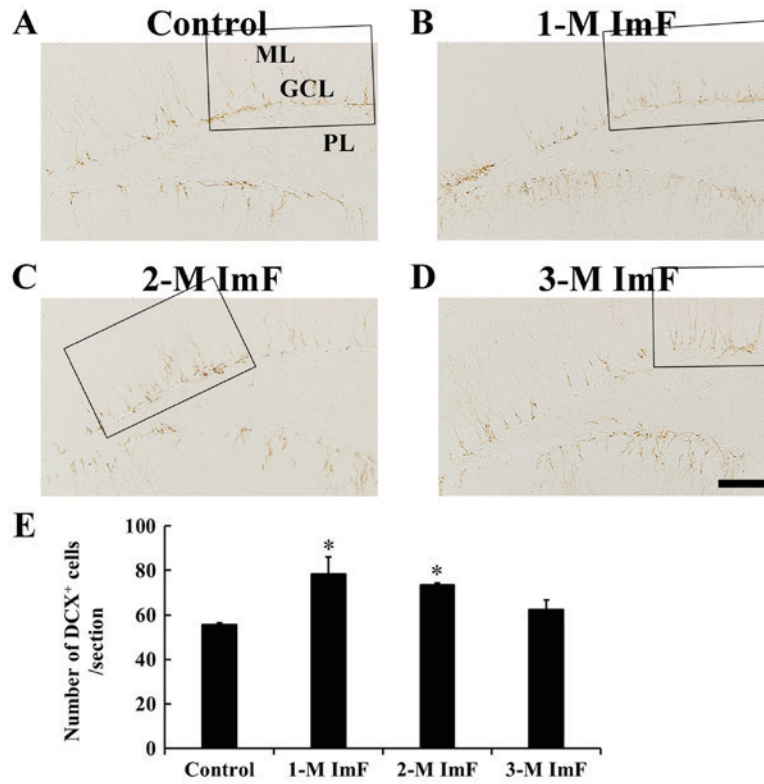 A Control
ML
GCL
PL
B 1-M ImF
C 2-M ImF
D 3-M ImF
E
Number of DCX⁺ cells
/section
100
80
60
40
20
0
*
*
Control 1-M ImF 2-M ImF 3-M ImF